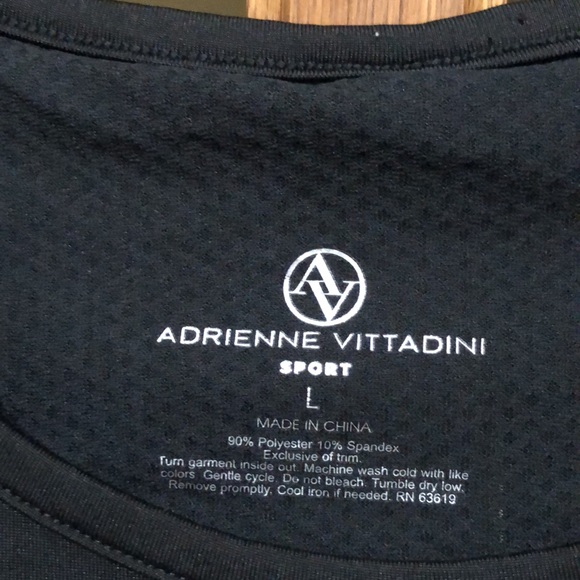 AV
ADRIENNE VITTADINI
SPORT
L
MADE IN CHINA
90% Polyester 10% Spandex
Exclusive of trim.
Turn garment inside out. Machine wash cold with like
colors. Gentle cycle. Do not bleach. Tumble dry low.
Remove promptly. Cool iron if needed. RN 63619